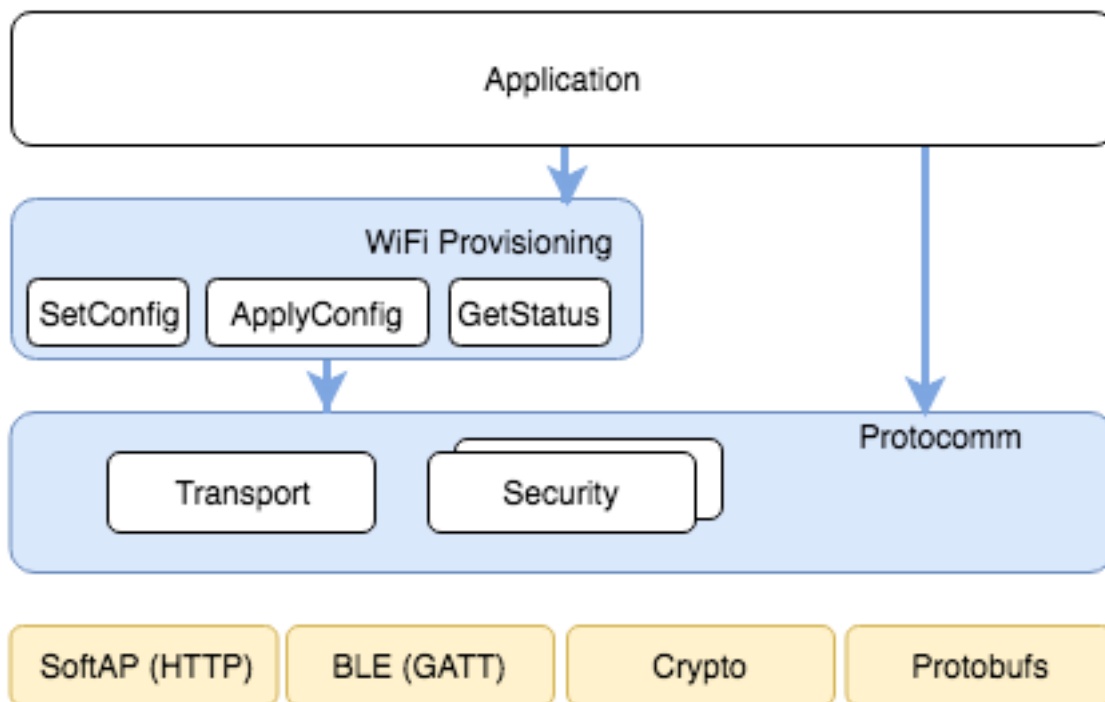 Application
WiFi Provisioning
SetConfig
ApplyConfig
GetStatus
Protocomm
Transport
Security
SoftAP (HTTP)
BLE (GATT)
Crypto
Protobufs